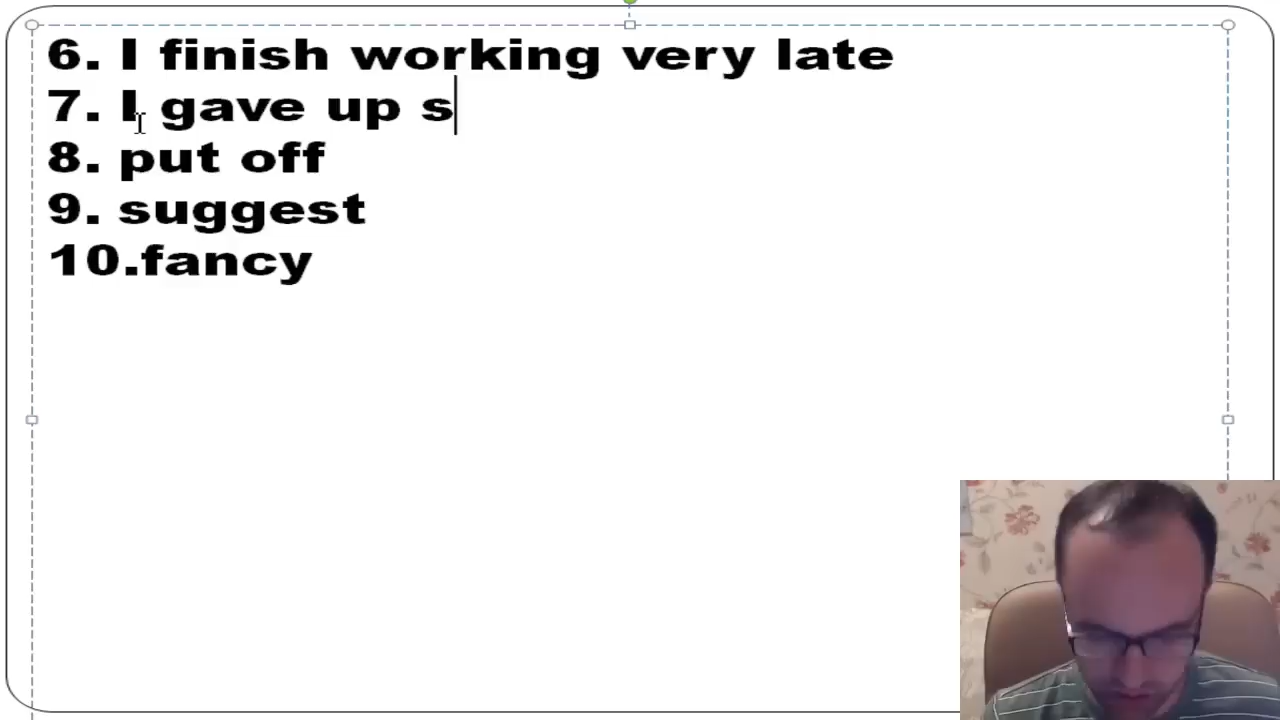 6. I finish working very late
7. I gave up s
8. put off
9. suggest
10.fancy